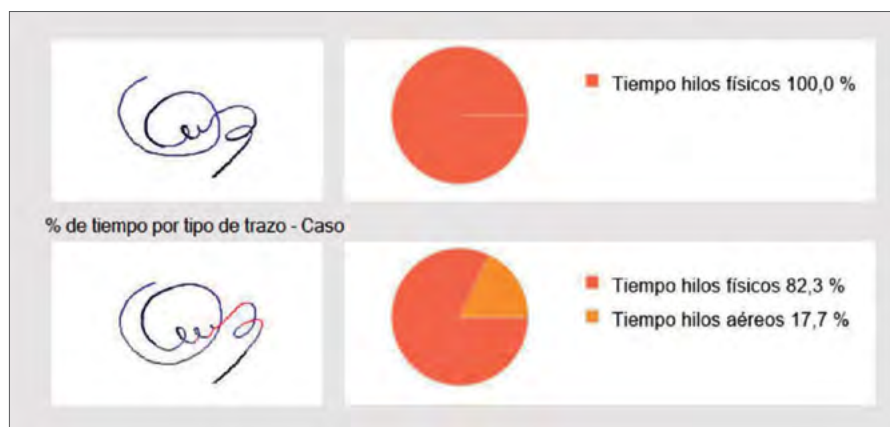 Tiempo hilos físicos 100,0 %
% de tiempo por tipo de trazo - Caso
Tiempo hilos físicos 82,3 %
Tiempo hilos aéreos 17,7 %